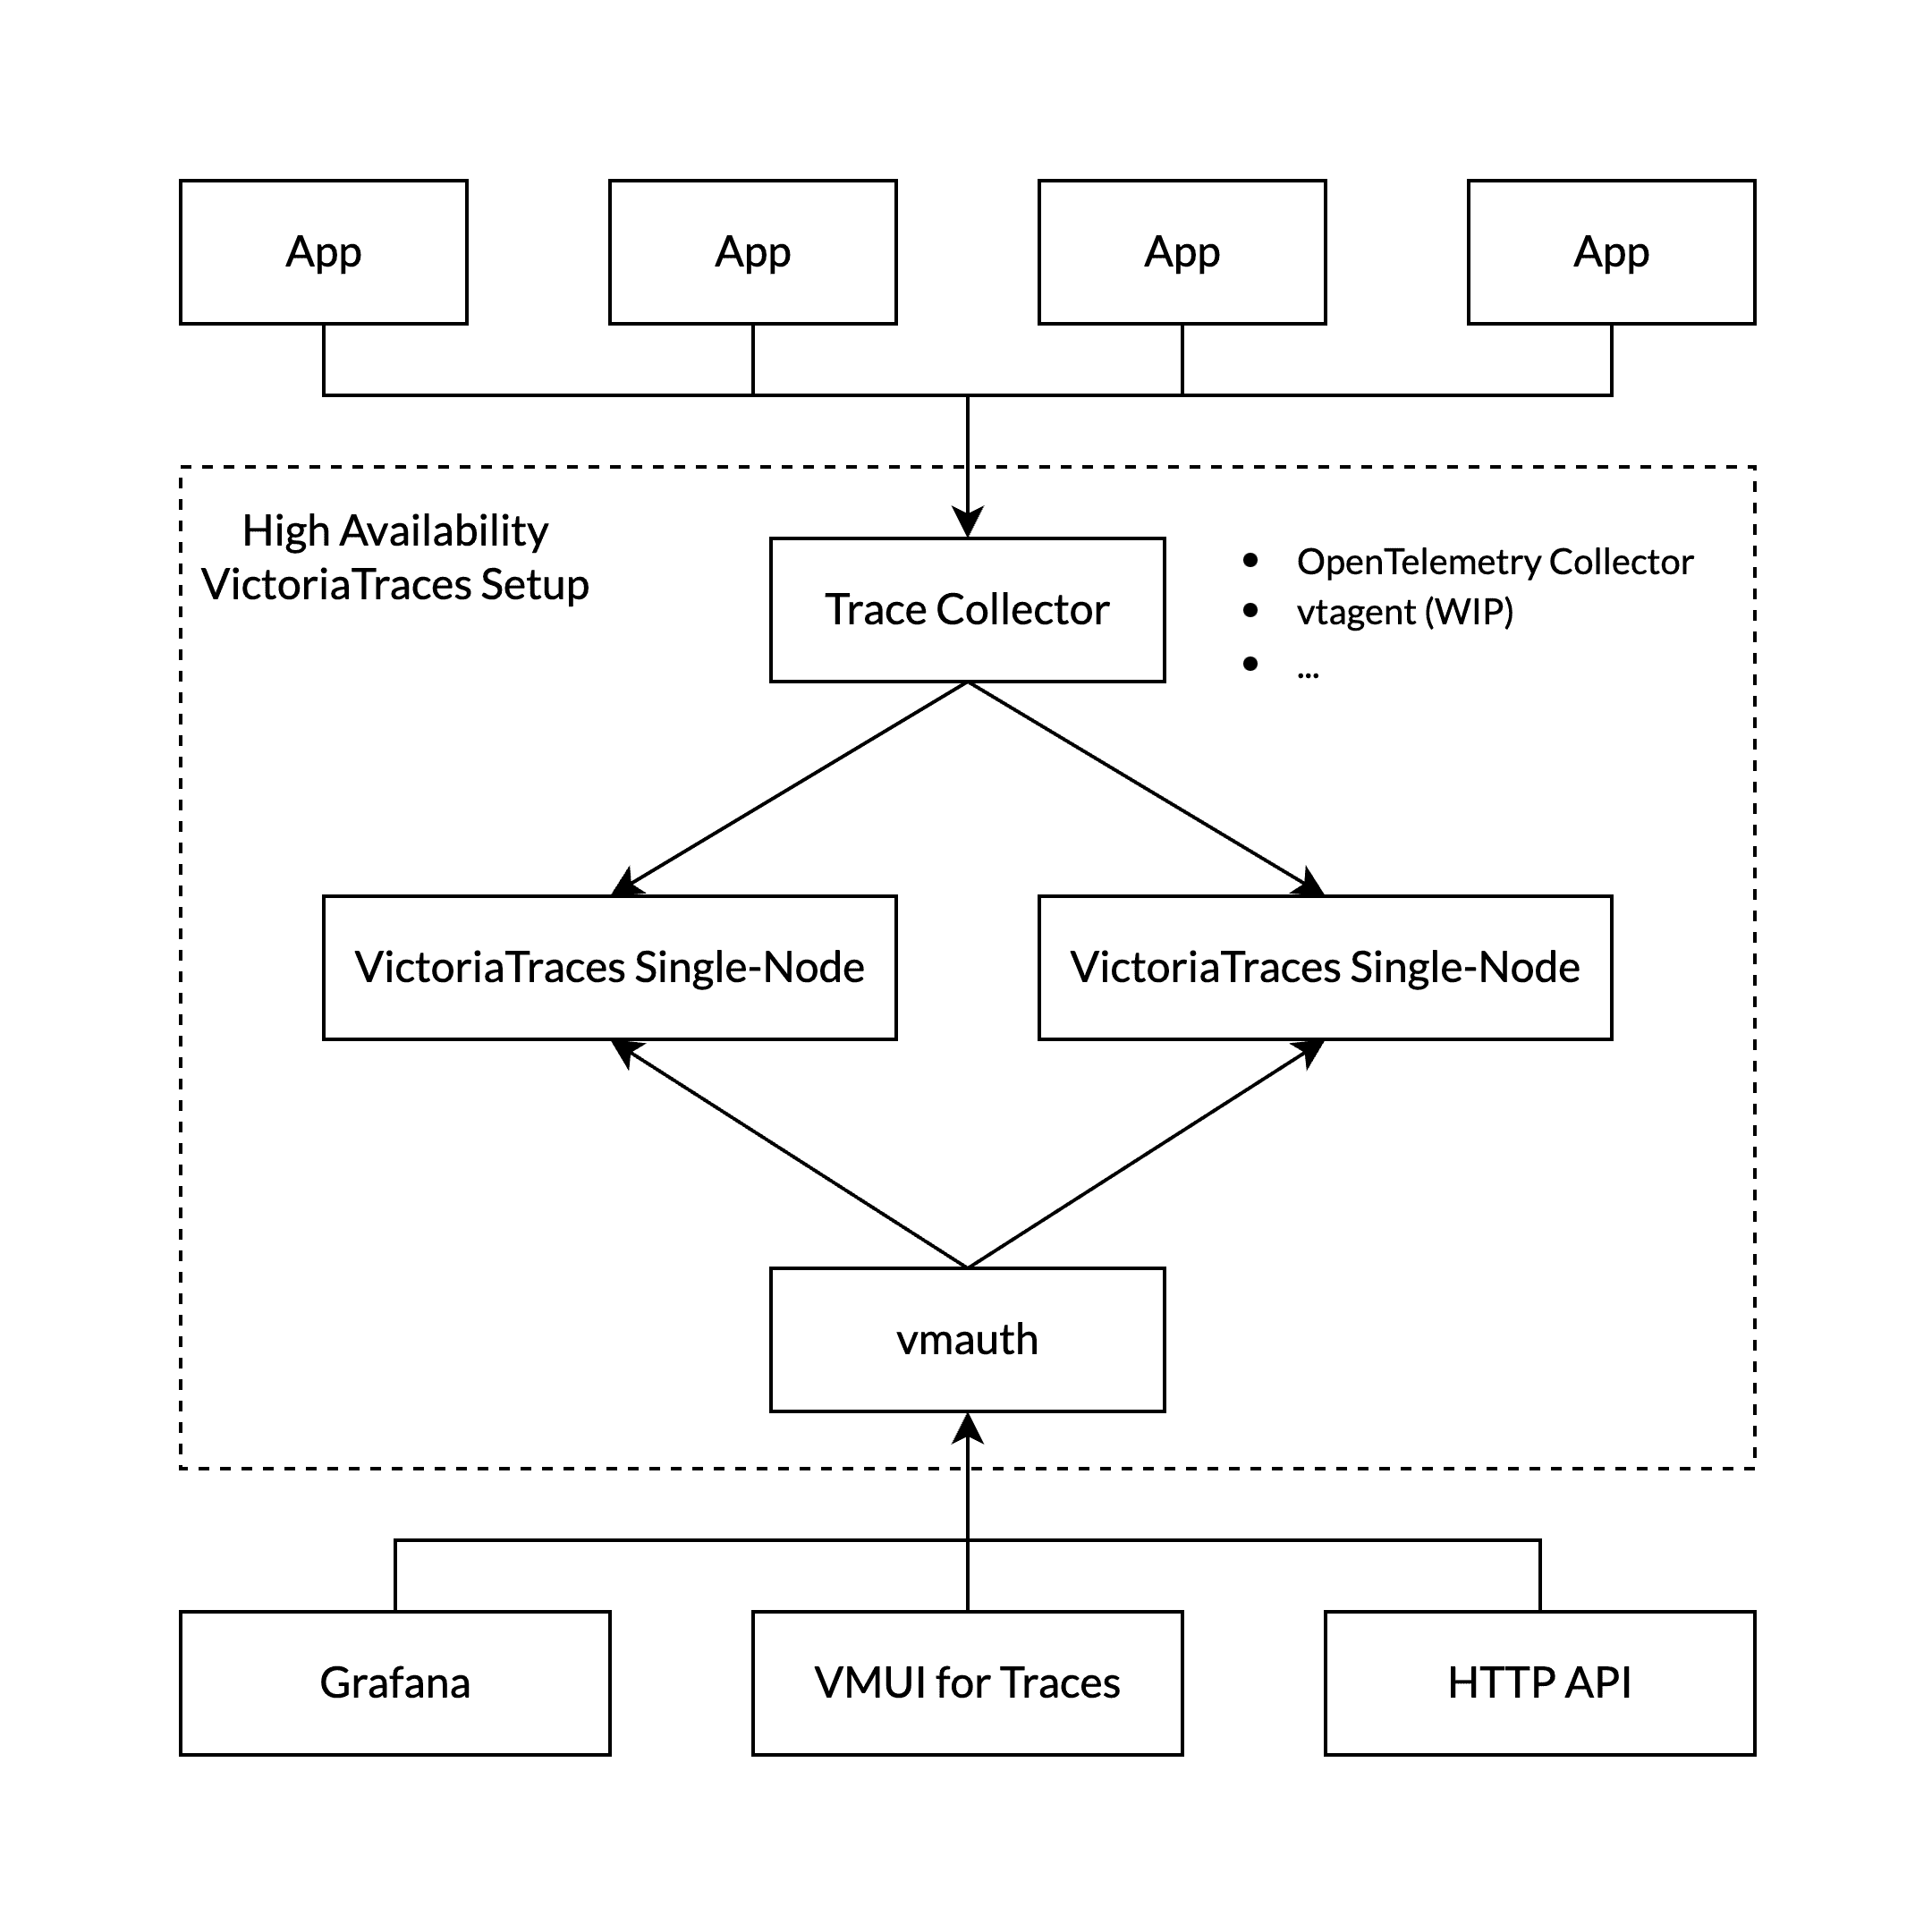 App
App
App
App
High Availability
VictoriaTraces Setup
Trace Collector
• OpenTelemetry Collector
• vtagent (WIP)
• ...
VictoriaTraces Single-Node
VictoriaTraces Single-Node
vmauth
Grafana
VMUI for Traces
HTTP API